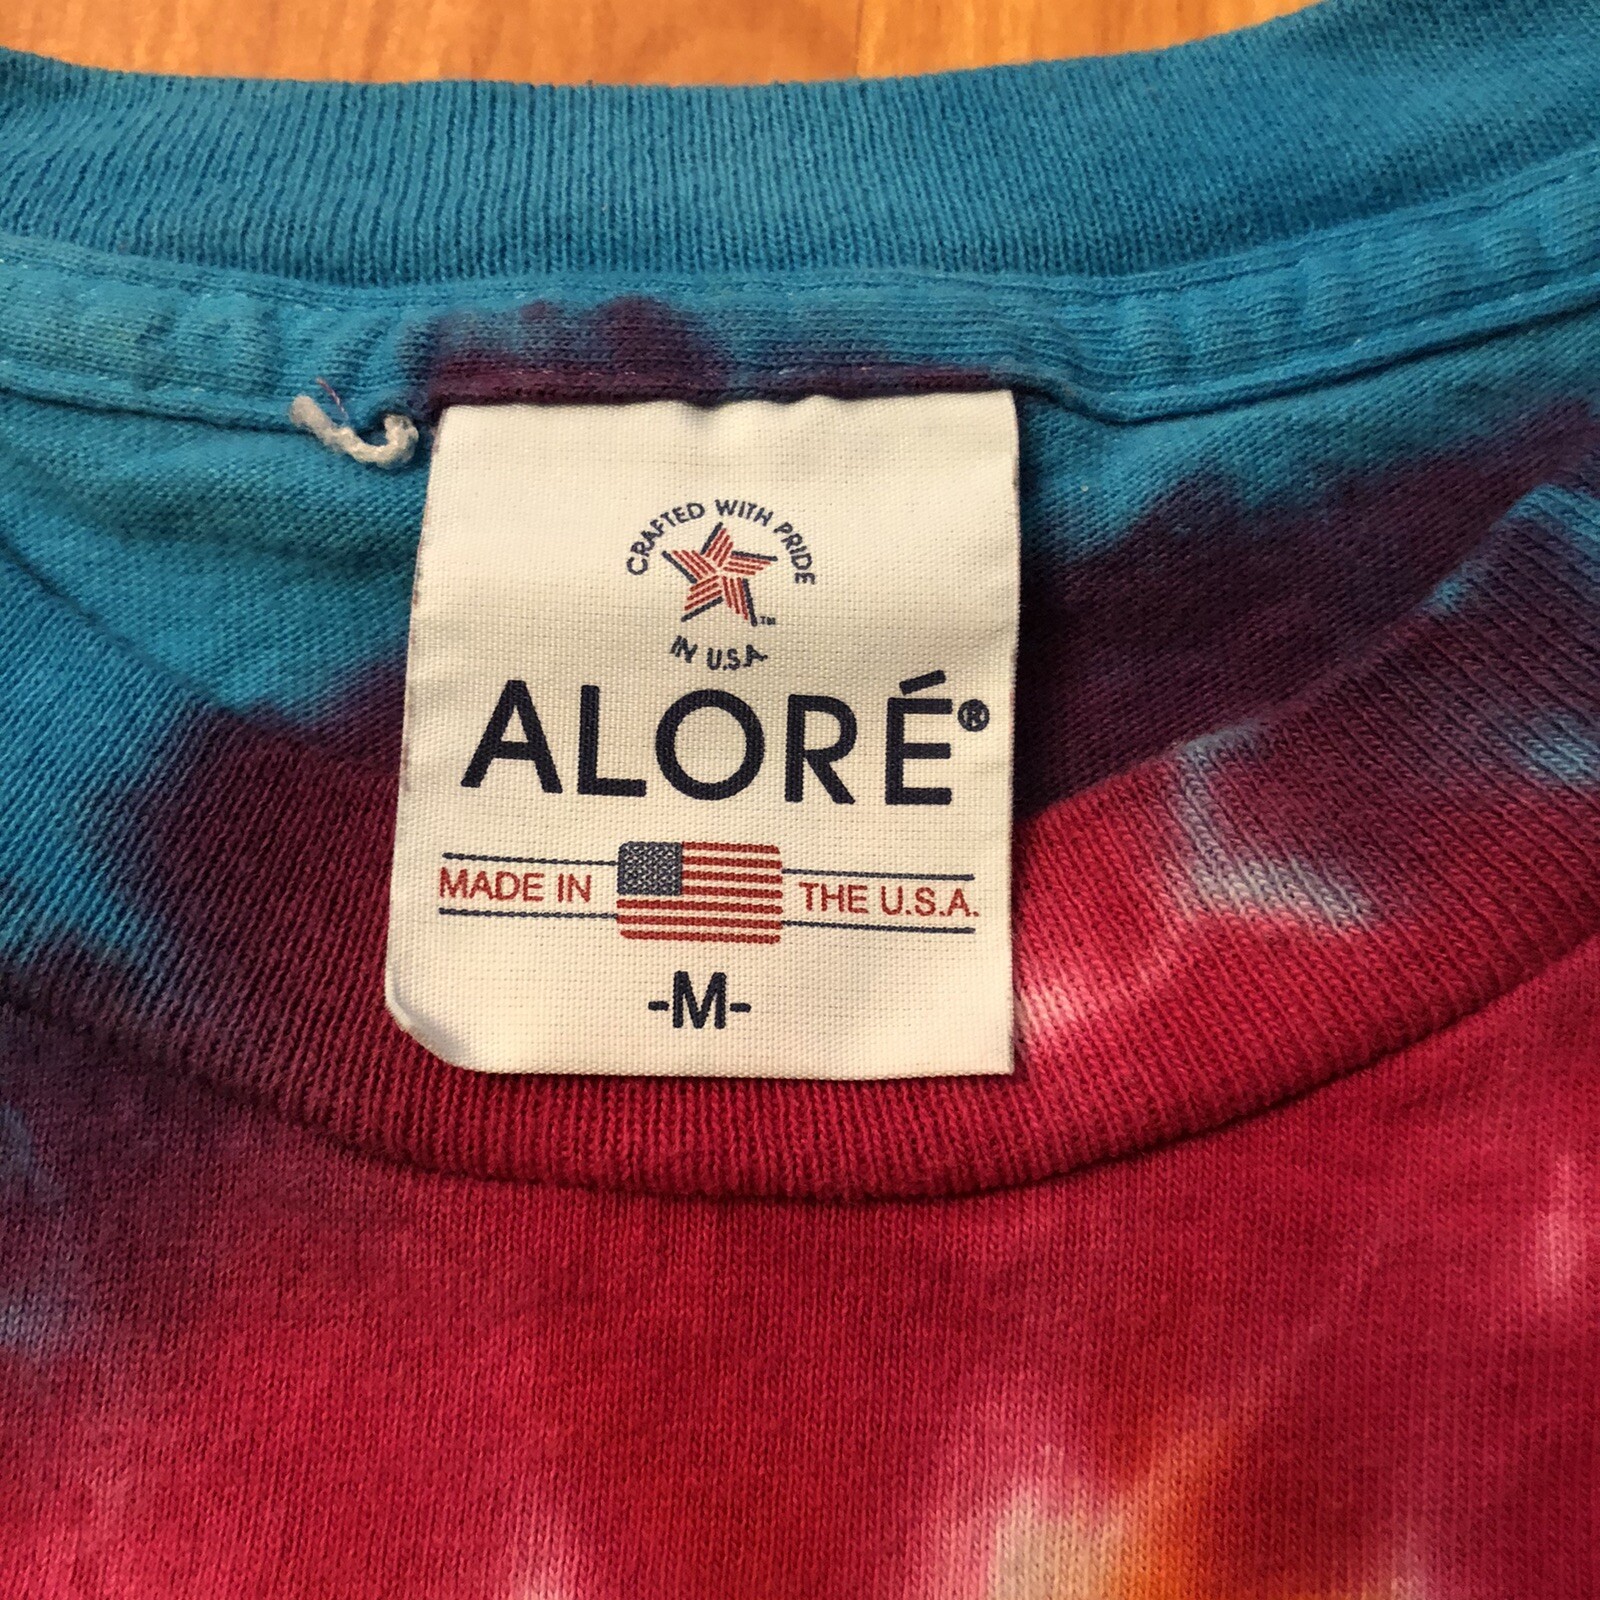 CRAFTED WITH PRIDE
™
IN U.S.A.
ALORÉ®
MADE IN THE U.S.A.
-M-